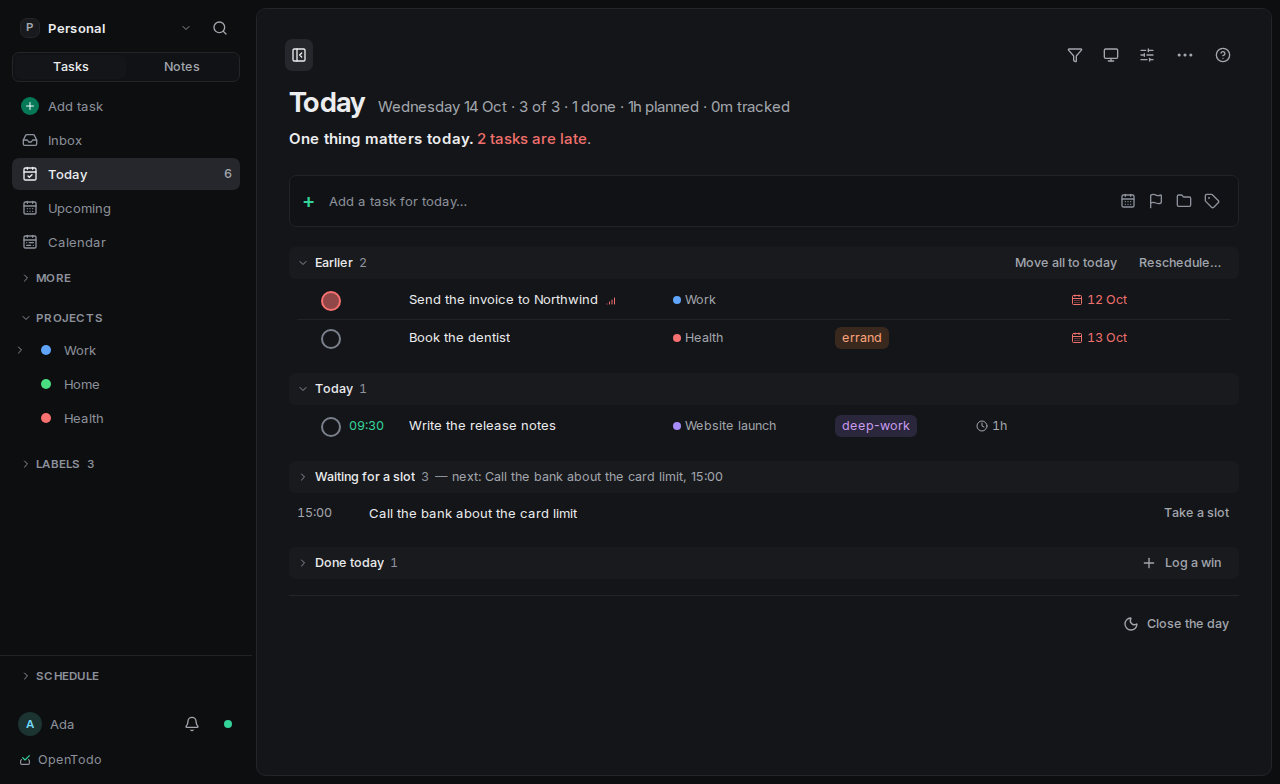 P Personal
Tasks Notes
Add task
Inbox
Today 6
Upcoming
Calendar
MORE
PROJECTS
Work
Home
Health
LABELS 3
SCHEDULE
A Ada
OpenTodo
Today Wednesday 14 Oct · 3 of 3 · 1 done · 1h planned · 0m tracked
One thing matters today. 2 tasks are late.
+ Add a task for today...
Earlier 2 Move all to today Reschedule...
Send the invoice to Northwind Work 12 Oct
Book the dentist Health errand 13 Oct
Today 1
09:30 Write the release notes Website launch deep-work 1h
Waiting for a slot 3 — next: Call the bank about the card limit, 15:00
15:00 Call the bank about the card limit Take a slot
Done today 1 + Log a win
Close the day